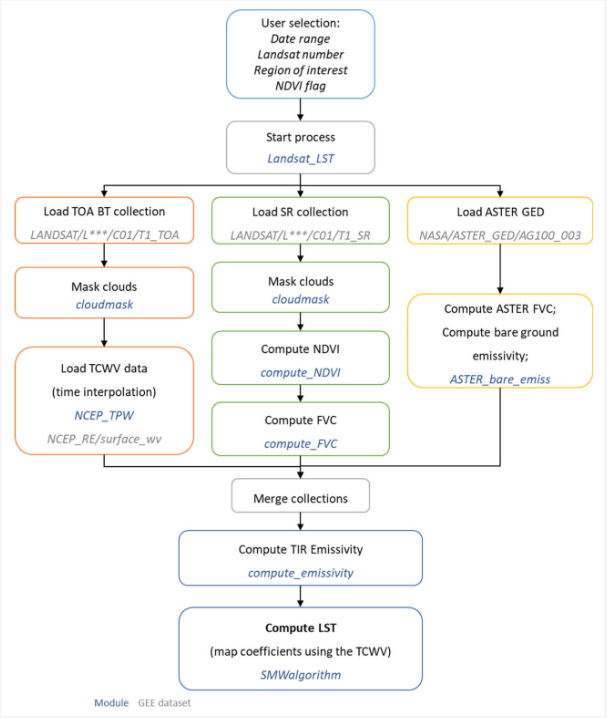 User selection:
Date range
Landsat number
Region of interest
NDVI flag
Start process
Landsat_LST
Load TOA BT collection
LANDSAT/L***/C01/T1_TOA
Mask clouds
cloudmask
Load TCWV data
(time interpolation)
NCEP_TPW
NCEP_RE/surface_wv
Load SR collection
LANDSAT/L***/C01/T1_SR
Mask clouds
cloudmask
Compute NDVI
compute_NDVI
Compute FVC
compute_FVC
Load ASTER GED
NASA/ASTER_GED/AG100_003
Compute ASTER FVC;
Compute bare ground
emissivity;
ASTER_bare_emiss
Merge collections
Compute TIR Emissivity
compute_emissivity
Compute LST
(map coefficients using the TCWV)
SMWalgorithm
Module GEE dataset